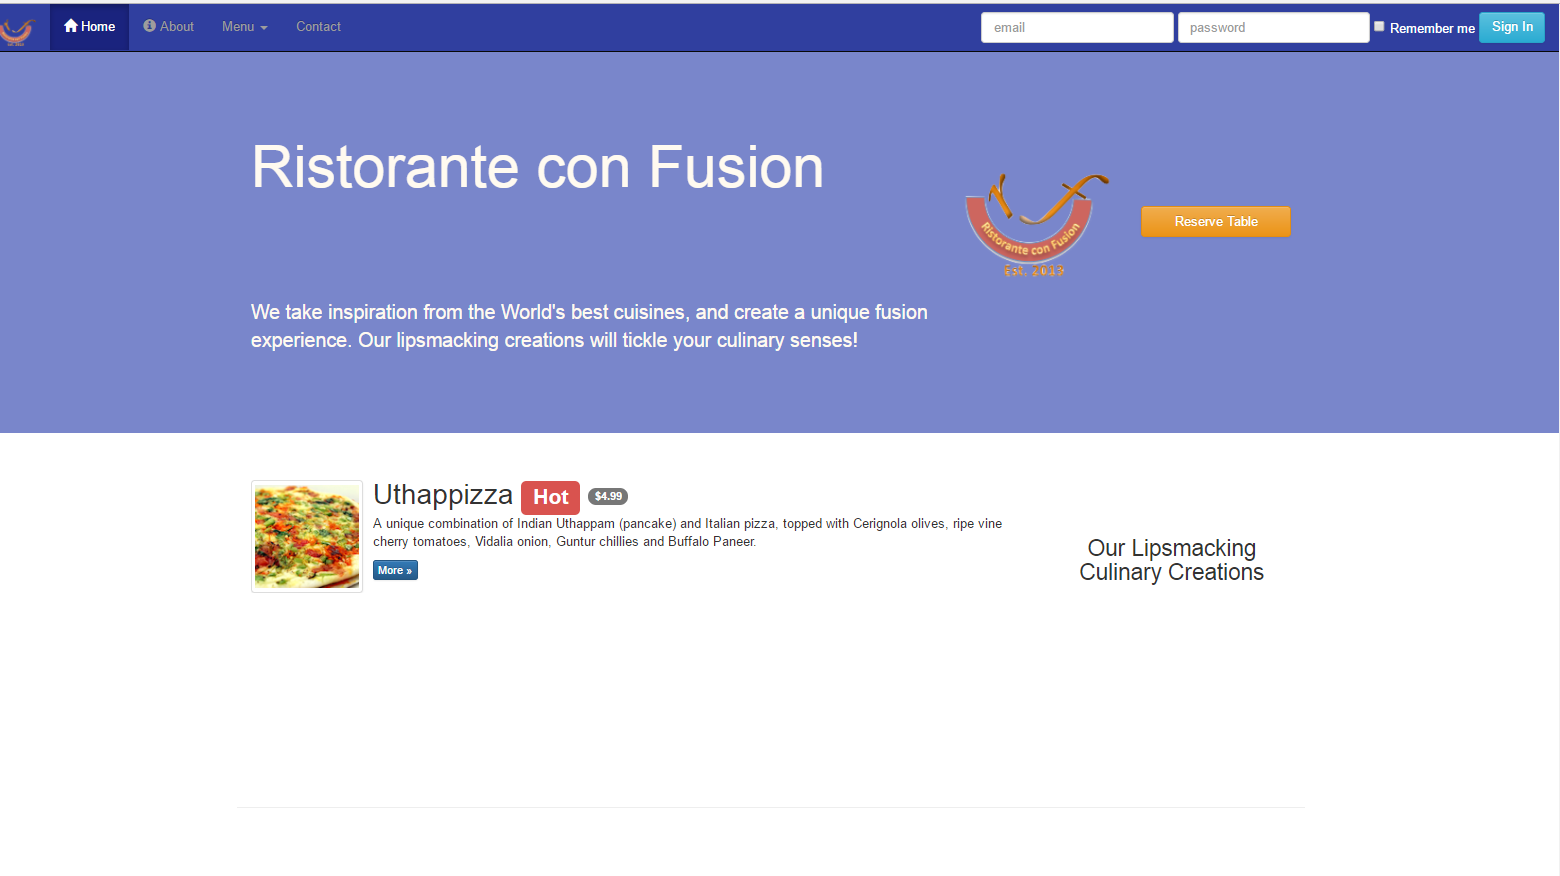 Home About Menu Contact email password Remember me Sign In
Ristorante con Fusion
Ristorante con Fusion
Est. 2013
Reserve Table
We take inspiration from the World's best cuisines, and create a unique fusion
experience. Our lipsmacking creations will tickle your culinary senses!
Uthappizza Hot $4.99
A unique combination of Indian Uthappam (pancake) and Italian pizza, topped with Cerignola olives, ripe vine
cherry tomatoes, Vidalia onion, Guntur chillies and Buffalo Paneer.
More »
Our Lipsmacking
Culinary Creations